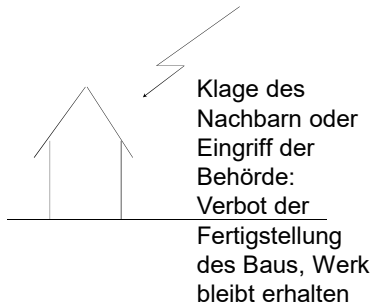 Klage des
Nachbarn oder
Eingriff der
Behörde:
Verbot der
Fertigstellung
des Baus, Werk
bleibt erhalten